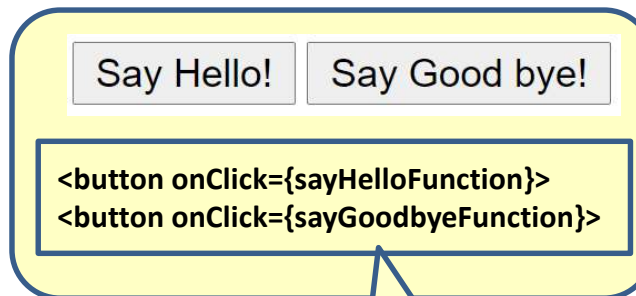 Say Hello! Say Good bye!
<button onClick={sayHelloFunction}>
<button onClick={sayGoodbyeFunction}>